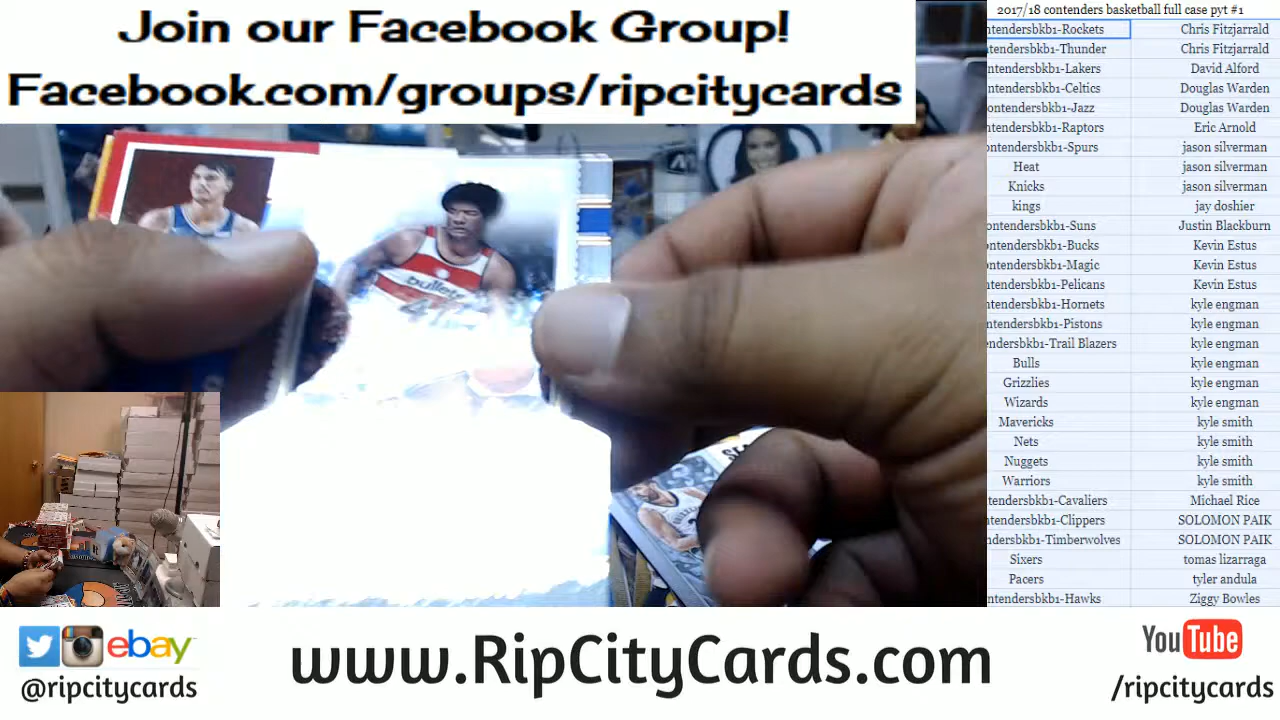 Join our Facebook Group!
Facebook.com/groups/ripcitycards
2017/18 contenders basketball full case pyt #1
ntendersbkb1-Rockets Chris Fitzjarrald
ntendersbkb1-Thunder Chris Fitzjarrald
ontendersbkb1-Lakers David Alford
ontendersbkb1-Celtics Douglas Warden
ontendersbkb1-Jazz Douglas Warden
ontendersbkb1-Raptors Eric Arnold
ontendersbkb1-Spurs jason silverman
Heat jason silverman
Knicks jason silverman
kings jay doshier
ontendersbkb1-Suns Justin Blackburn
ontendersbkb1-Bucks Kevin Estus
ontendersbkb1-Magic Kevin Estus
ontendersbkb1-Pelicans Kevin Estus
ontendersbkb1-Hornets kyle engman
ontendersbkb1-Pistons kyle engman
endersbkb1-Trail Blazers kyle engman
Bulls kyle engman
Grizzlies kyle engman
Wizards kyle engman
Mavericks kyle smith
Nets kyle smith
Nuggets kyle smith
Warriors kyle smith
ntendersbkb1-Cavaliers Michael Rice
ontendersbkb1-Clippers SOLOMON PAIK
ndersbkb1-Timberwolves SOLOMON PAIK
Sixers tomas lizarraga
Pacers tyler andula
ontendersbkb1-Hawks Ziggy Bowles
bullets
ebay
@ripcitycards
www.RipCityCards.com
YouTube
/ripcitycards